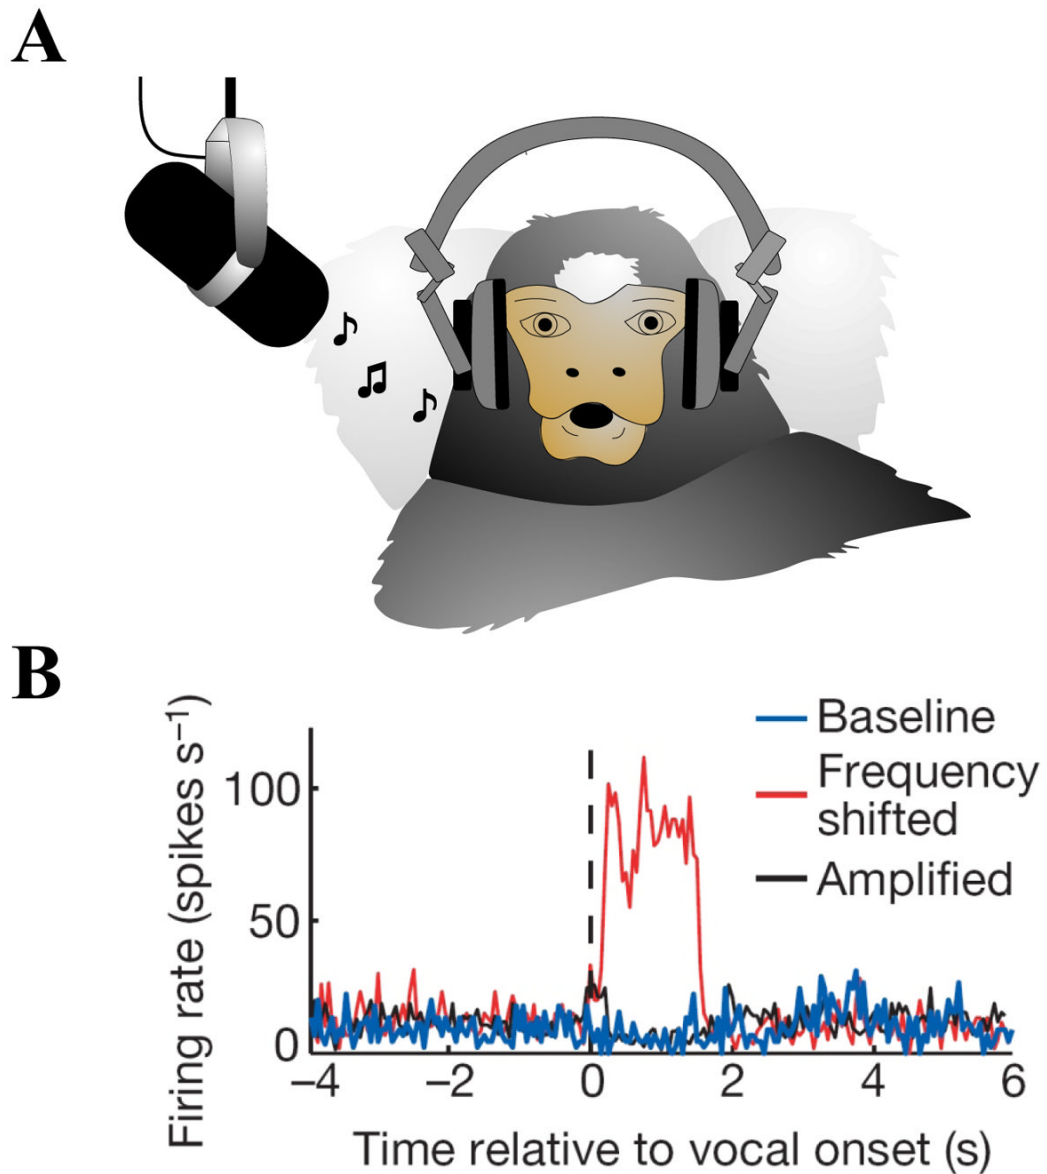 A
B
Firing rate (spikes s⁻¹)
100
50
0
−4
−2
0
2
4
6
Time relative to vocal onset (s)
Baseline
Frequency
shifted
Amplified